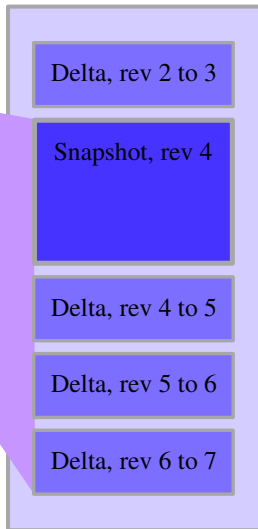 Delta, rev 2 to 3
Snapshot, rev 4
Delta, rev 4 to 5
Delta, rev 5 to 6
Delta, rev 6 to 7